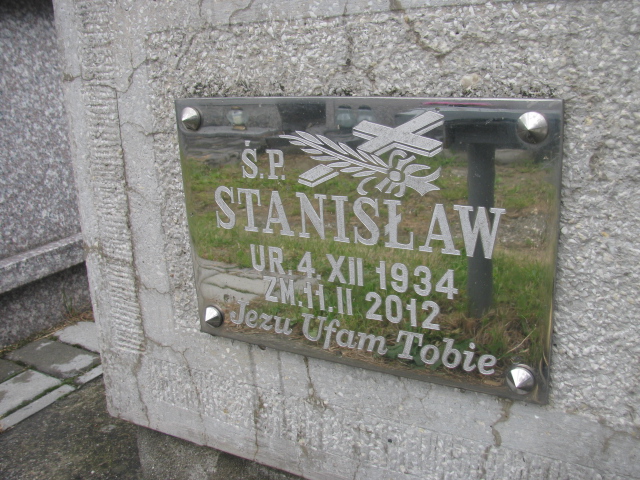 Ś.P.
STANISŁAW
UR. 4. XII 1934
ZM. 11. II 2012
Jezu Ufam Tobie